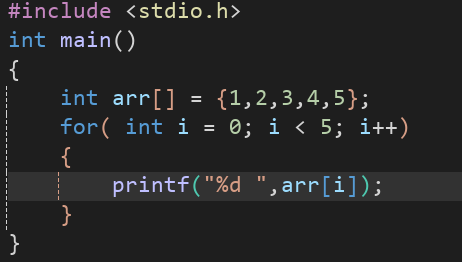 #include <stdio.h>
int main()
{
    int arr[] = {1,2,3,4,5};
    for( int i = 0; i < 5; i++)
    {
        printf("%d ",arr[i]);
    }
}